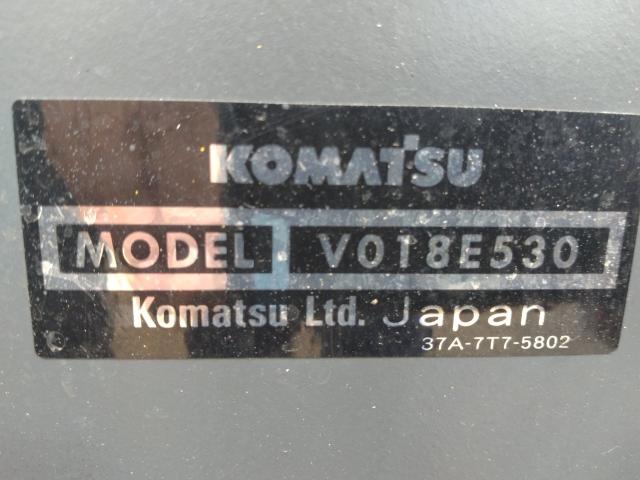 KOMATSU
MODEL V018E530
Komatsu Ltd. Japan
37A-7T7-5802